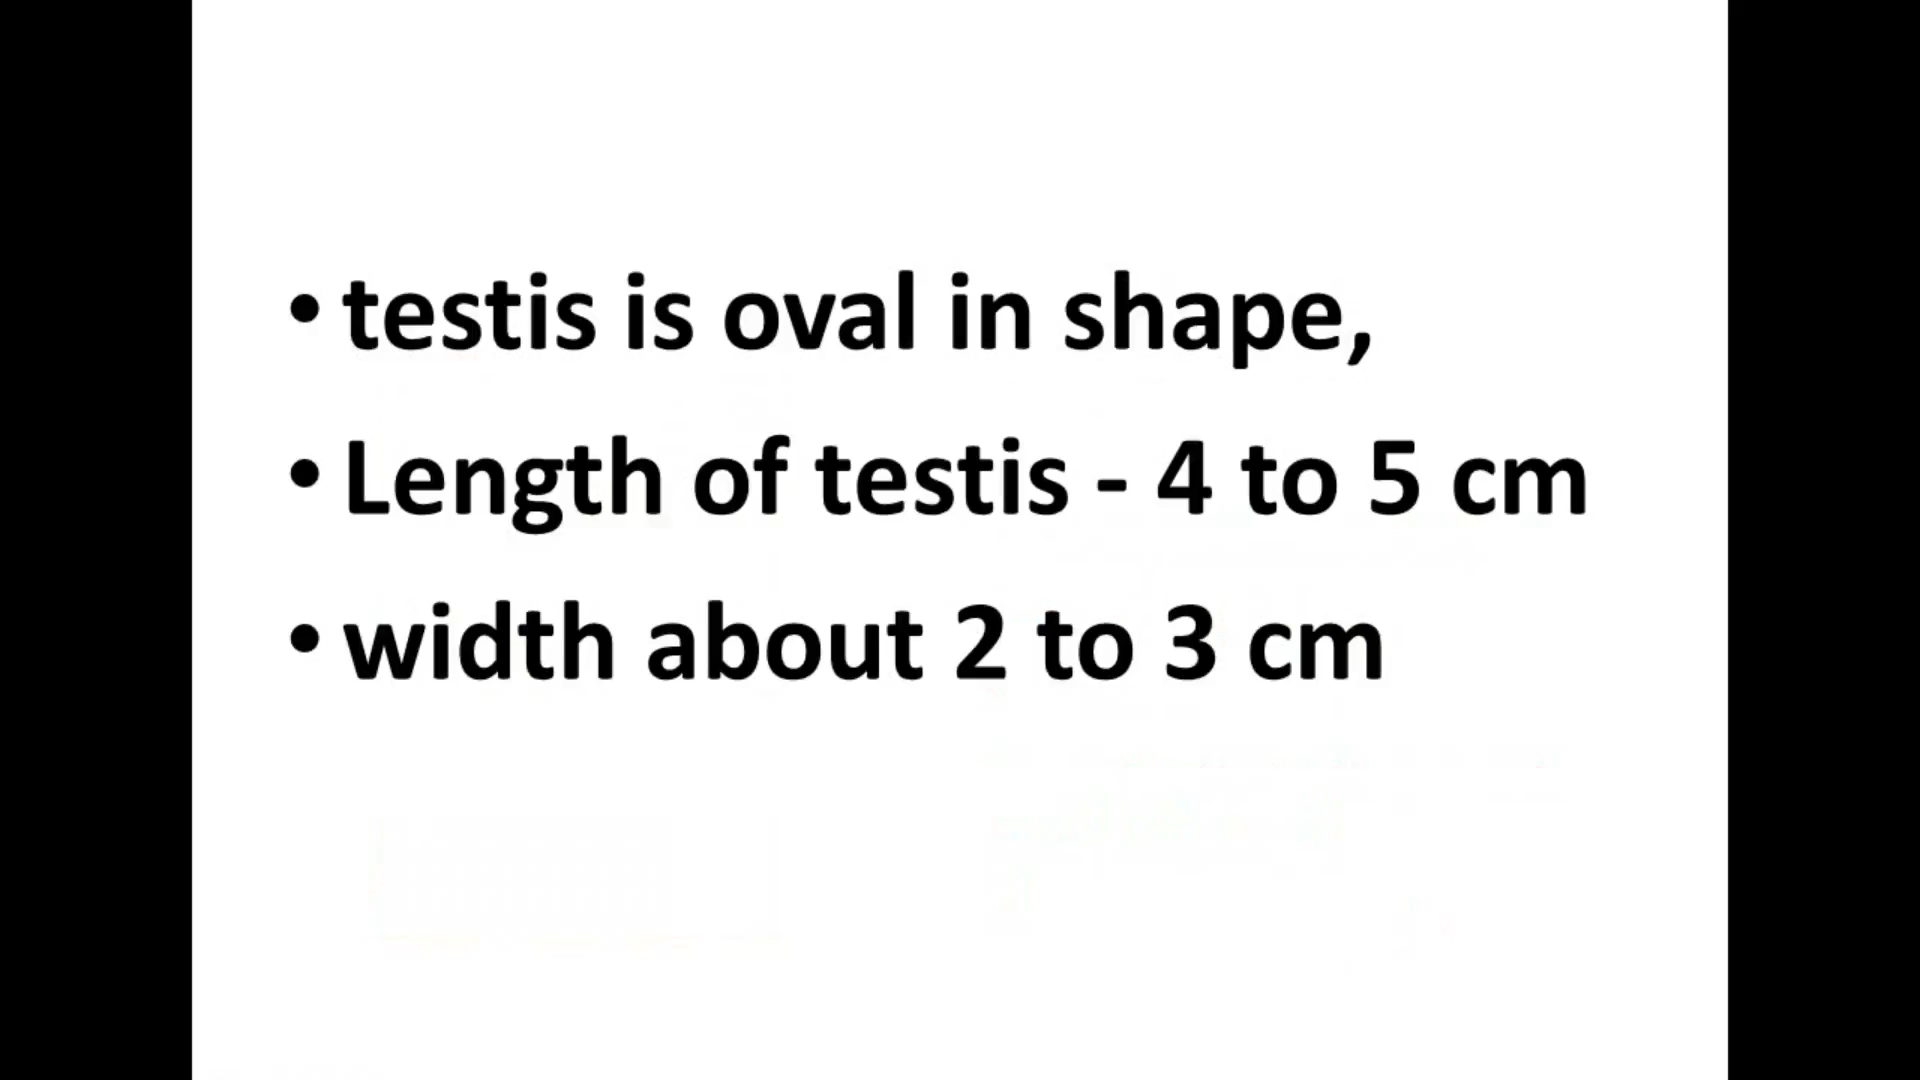 • testis is oval in shape,
• Length of testis - 4 to 5 cm
• width about 2 to 3 cm